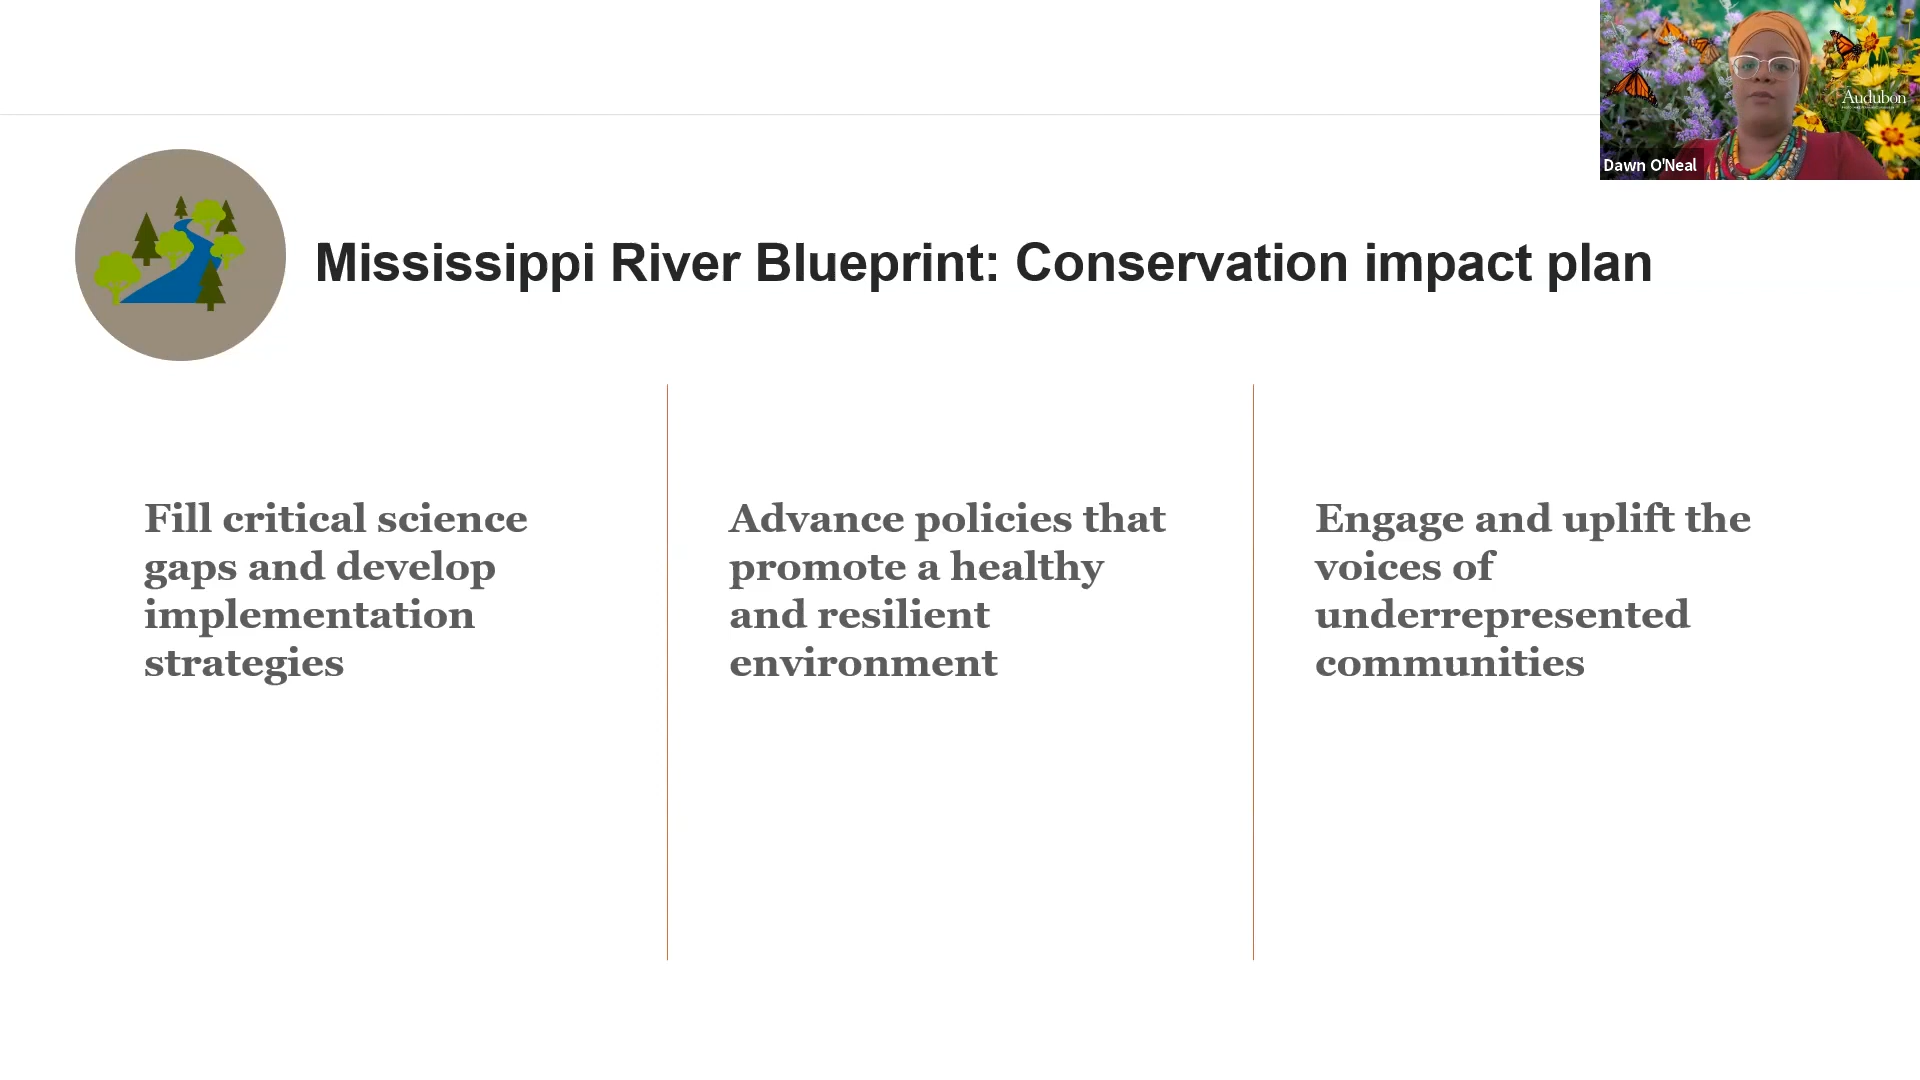 Audubon
Dawn O'Neal
Mississippi River Blueprint: Conservation impact plan
Fill critical science
gaps and develop
implementation
strategies
Advance policies that
promote a healthy
and resilient
environment
Engage and uplift the
voices of
underrepresented
communities